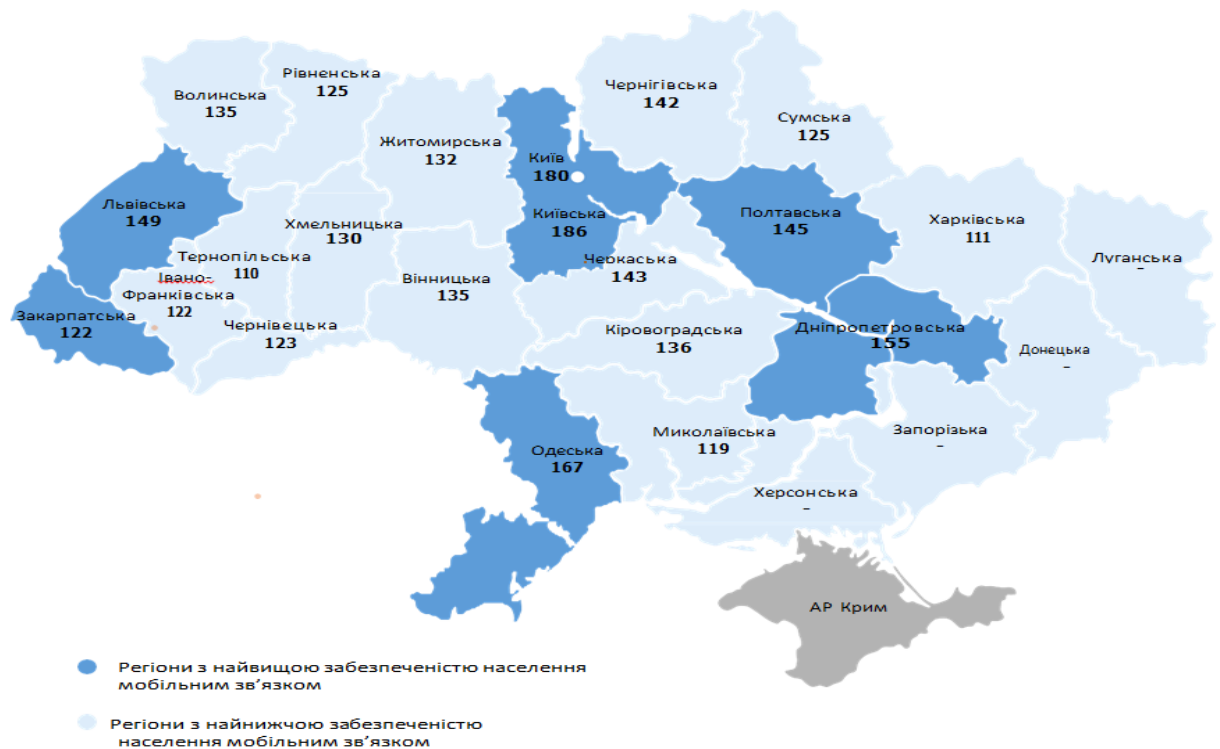 Рівненська
125
Волинська
135
Чернігівська
142
Сумська
125
Житомирська
132
Київ
180
Львівська
149
Київська
186
Полтавська
145
Харківська
111
Хмельницька
130
Тернопільська
110
Черкаська
143
Луганська
-
Івано-
Франківська
122
Вінницька
135
Закарпатська
122
Чернівецька
123
Кіровоградська
136
Дніпропетровська
155
Донецька
-
Миколаївська
119
Запорізька
-
Одеська
167
Херсонська
-
АР Крим
Регіони з найвищою забезпеченістю населення
мобільним зв’язком
Регіони з найнижчою забезпеченістю
населення мобільним зв’язком